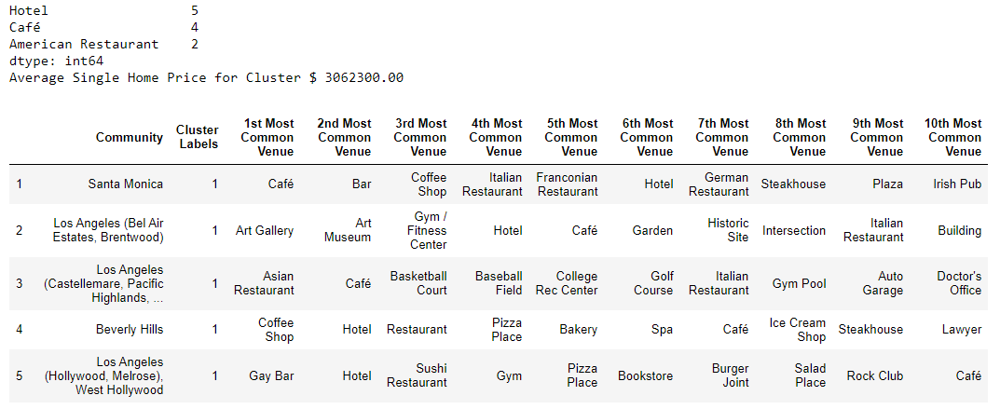 Hotel 5
Café 4
American Restaurant 2
dtype: int64
Average Single Home Price for Cluster $ 3062300.00
Community Cluster Labels 1st Most Common Venue 2nd Most Common Venue 3rd Most Common Venue 4th Most Common Venue 5th Most Common Venue 6th Most Common Venue 7th Most Common Venue 8th Most Common Venue 9th Most Common Venue 10th Most Common Venue
1 Santa Monica 1 Café Bar Coffee Shop Italian Restaurant Franconian Restaurant Hotel German Restaurant Steakhouse Plaza Irish Pub
2 Los Angeles (Bel Air Estates, Brentwood) 1 Art Gallery Art Museum Gym / Fitness Center Hotel Café Garden Historic Site Intersection Italian Restaurant Building
3 Los Angeles (Castellemare, Pacific Highlands, ... 1 Asian Restaurant Café Basketball Court Baseball Field College Rec Center Golf Course Italian Restaurant Gym Pool Auto Garage Doctor's Office
4 Beverly Hills 1 Coffee Shop Hotel Restaurant Pizza Place Bakery Spa Café Ice Cream Shop Steakhouse Lawyer
5 Los Angeles (Hollywood, Melrose), West Hollywood 1 Gay Bar Hotel Sushi Restaurant Gym Pizza Place Bookstore Burger Joint Salad Place Rock Club Café